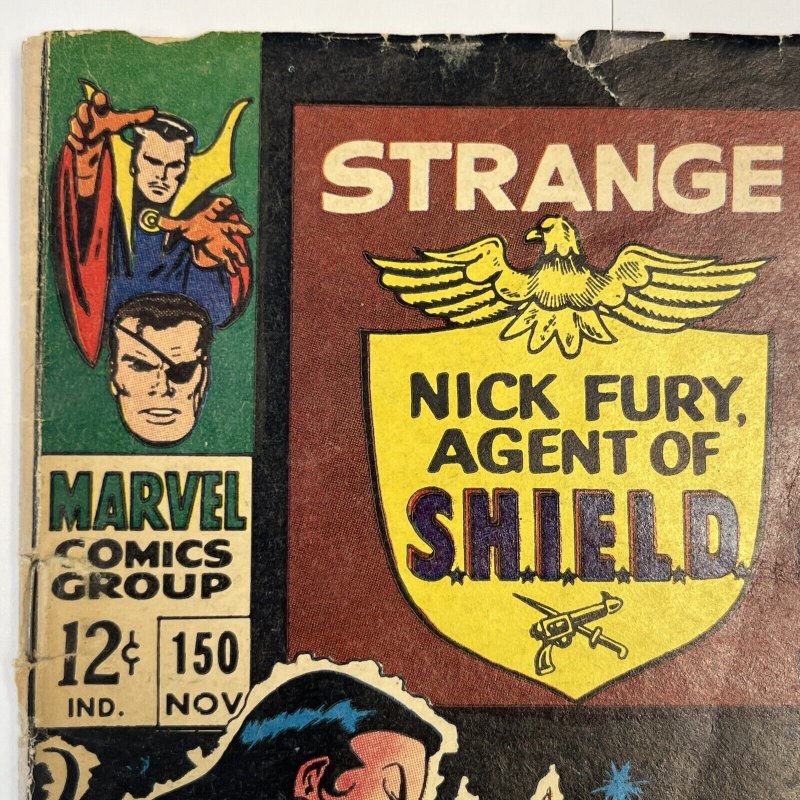 STRANGE
NICK FURY,
AGENT OF
S.H.I.E.L.D.
MARVEL
COMICS
GROUP
12¢
IND.
150
NOV